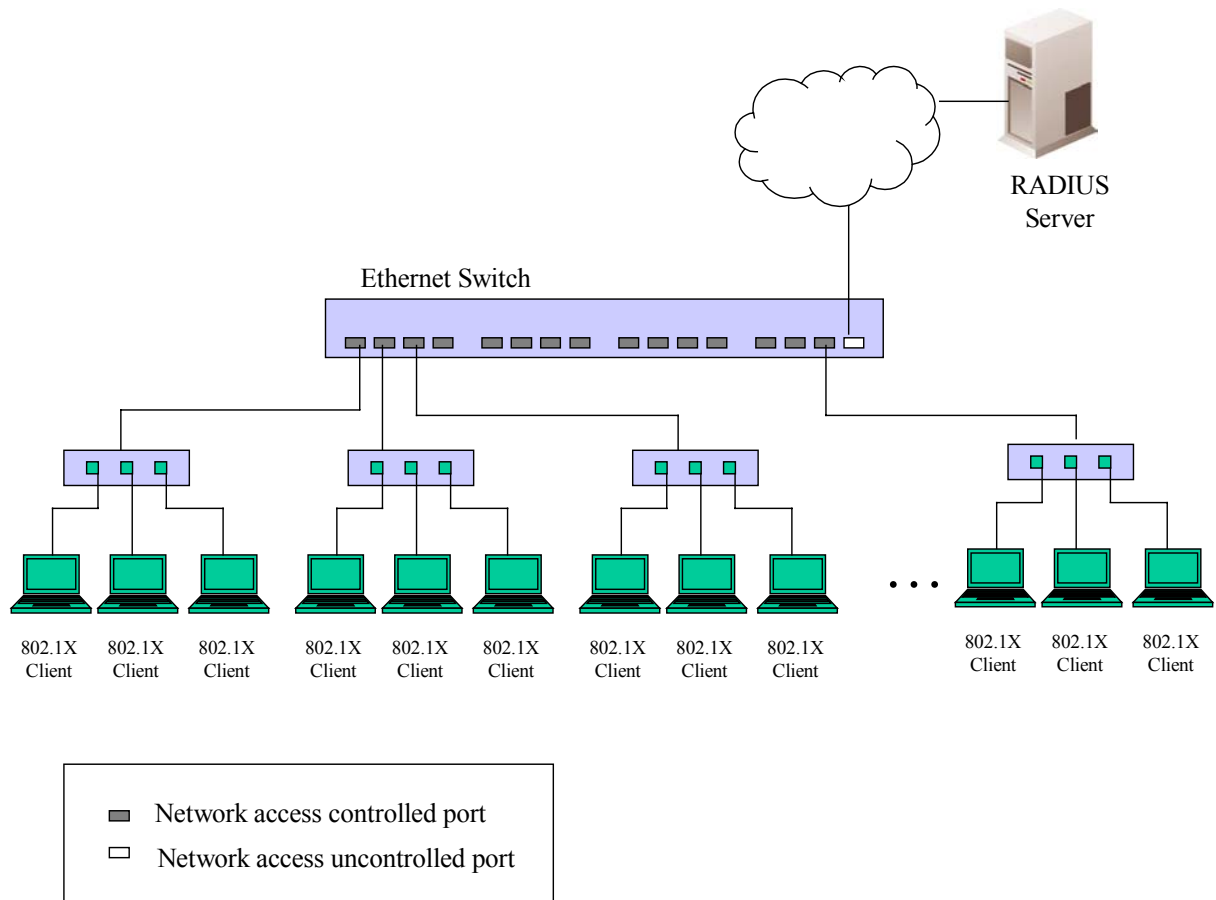 RADIUS
Server
Ethernet Switch
802.1X
Client
802.1X
Client
802.1X
Client
802.1X
Client
802.1X
Client
802.1X
Client
802.1X
Client
802.1X
Client
802.1X
Client
...
802.1X
Client
802.1X
Client
802.1X
Client
Network access controlled port
Network access uncontrolled port